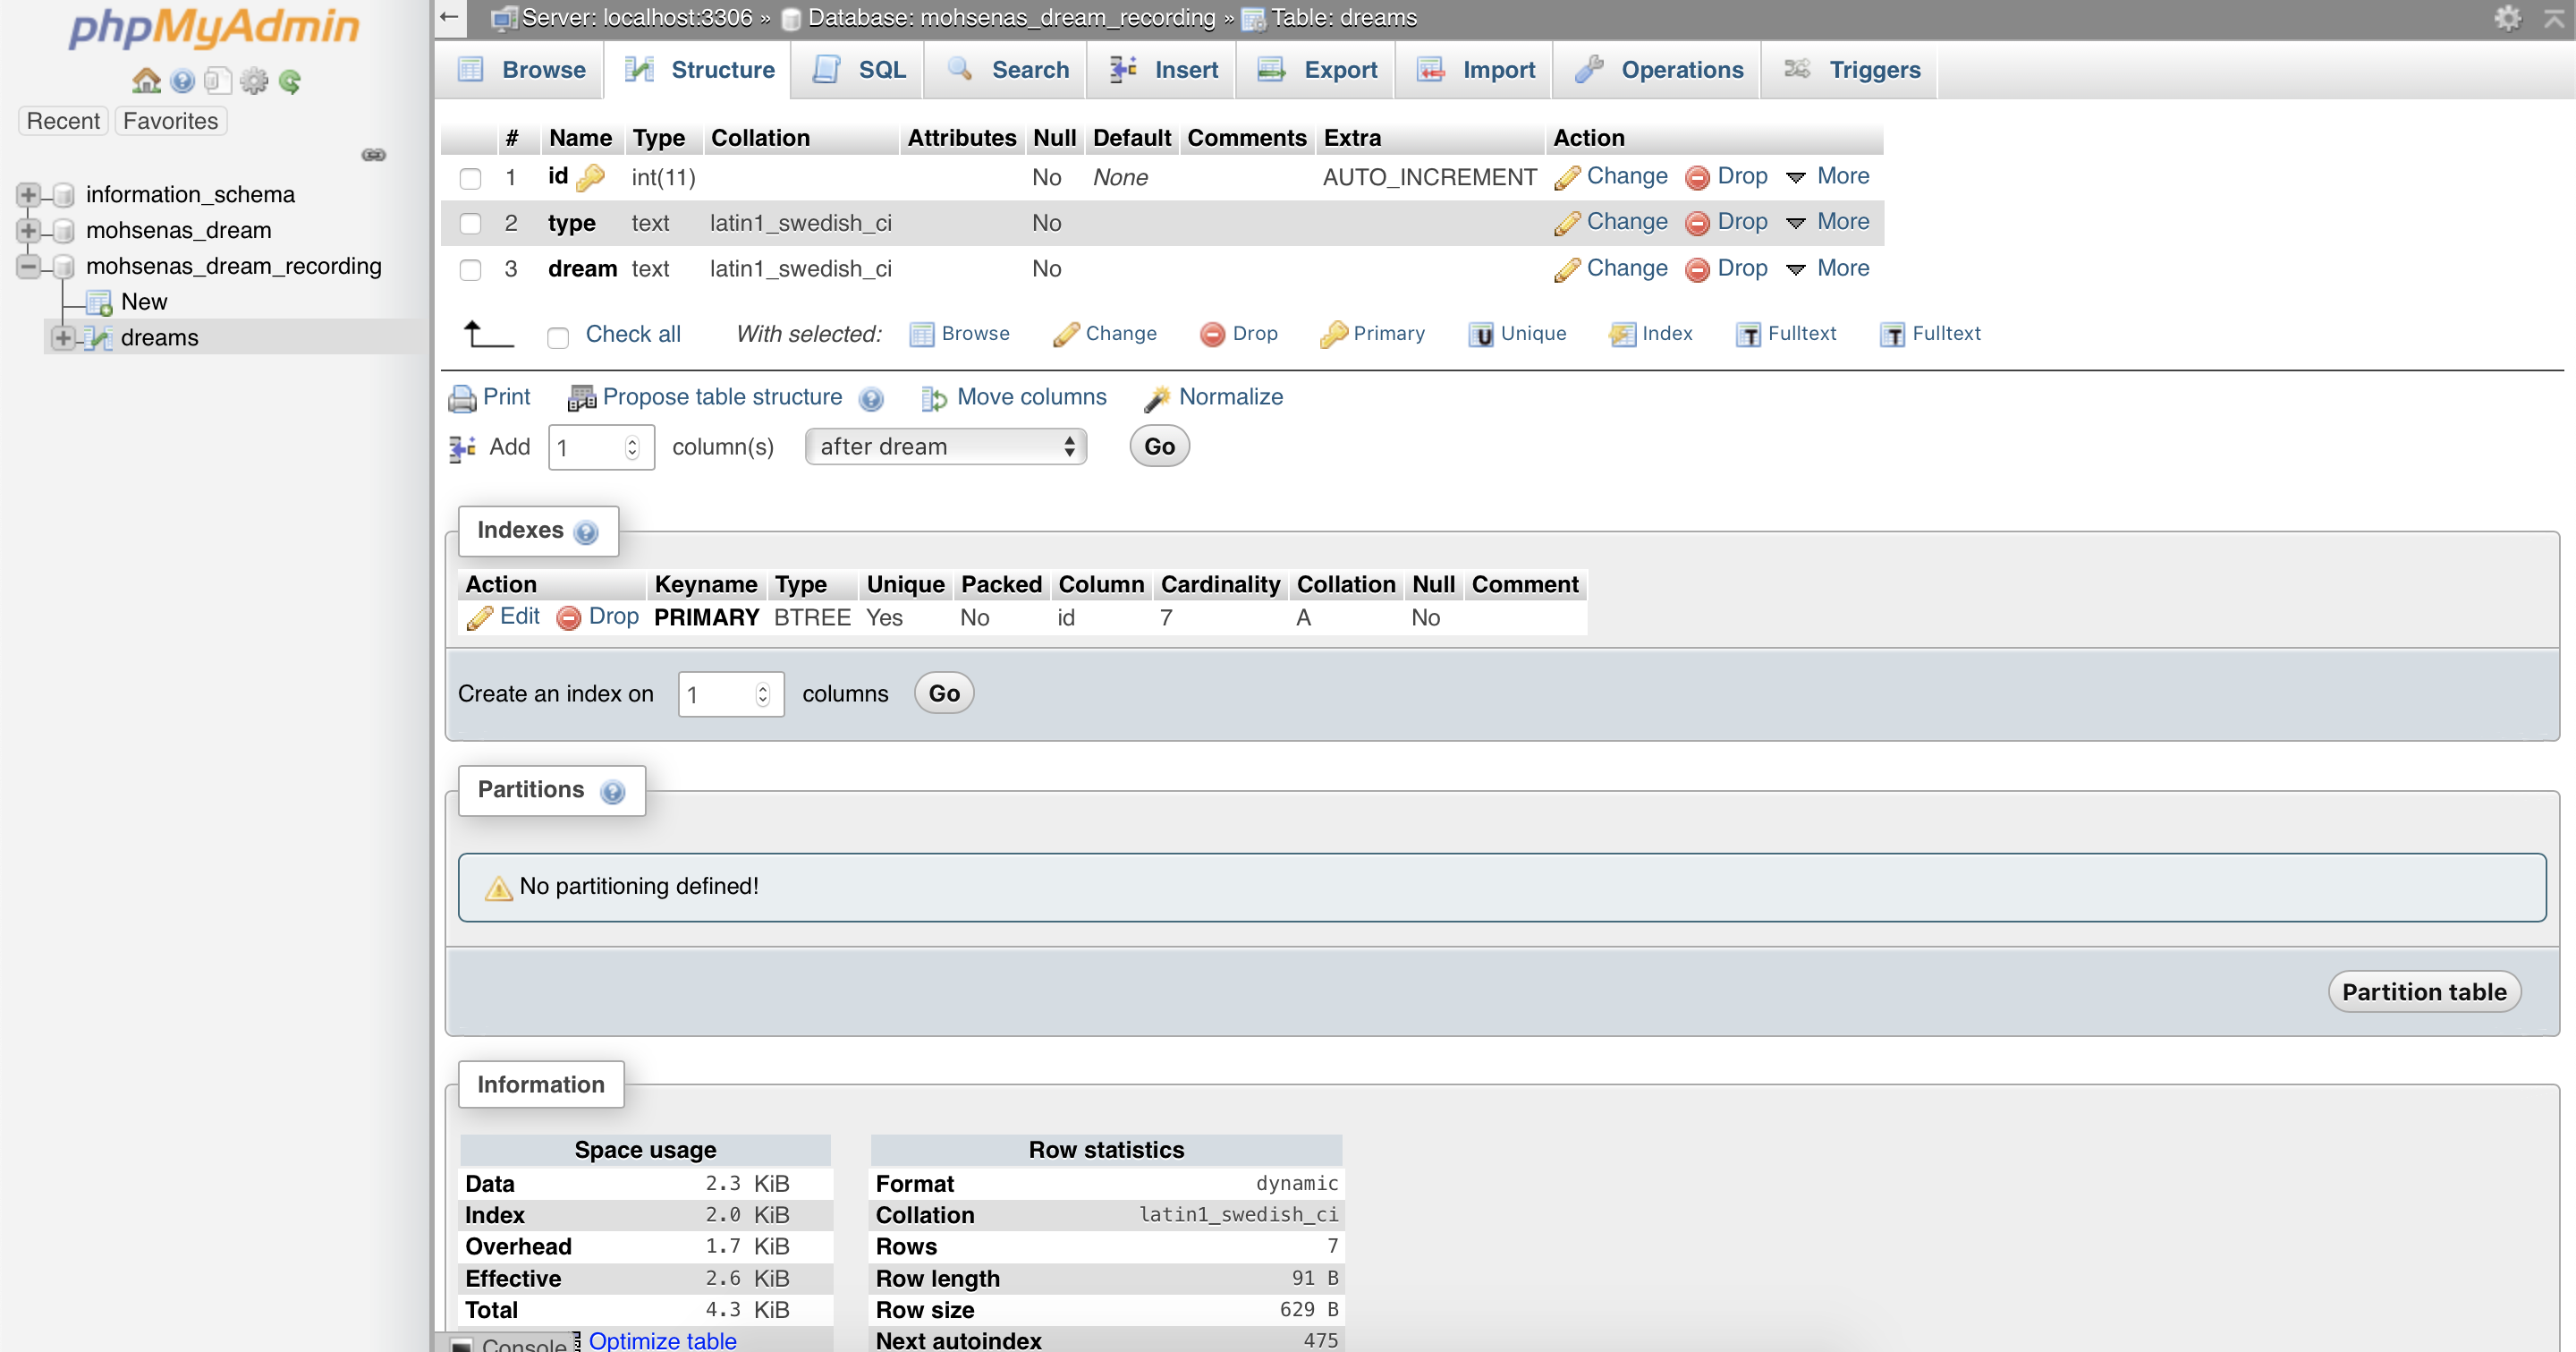 phpMyAdmin
Recent Favorites
information_schema
mohsenas_dream
mohsenas_dream_recording
New
dreams
Server: localhost:3306 » Database: mohsenas_dream_recording » Table: dreams
Browse Structure SQL Search Insert Export Import Operations Triggers
# Name Type Collation Attributes Null Default Comments Extra Action
1 id int(11) No None AUTO_INCREMENT Change Drop More
2 type text latin1_swedish_ci No Change Drop More
3 dream text latin1_swedish_ci No Change Drop More
Check all With selected: Browse Change Drop Primary Unique Index Fulltext Fulltext
Print Propose table structure Move columns Normalize
Add 1 column(s) after dream Go
Indexes
Action Keyname Type Unique Packed Column Cardinality Collation Null Comment
Edit Drop PRIMARY BTREE Yes No id 7 A No
Create an index on 1 columns Go
Partitions
No partitioning defined!
Partition table
Information
Space usage
Data 2.3 KiB
Index 2.0 KiB
Overhead 1.7 KiB
Effective 2.6 KiB
Total 4.3 KiB
Optimize table
Row statistics
Format dynamic
Collation latin1_swedish_ci
Rows 7
Row length 91 B
Row size 629 B
Next autoindex 475
Console